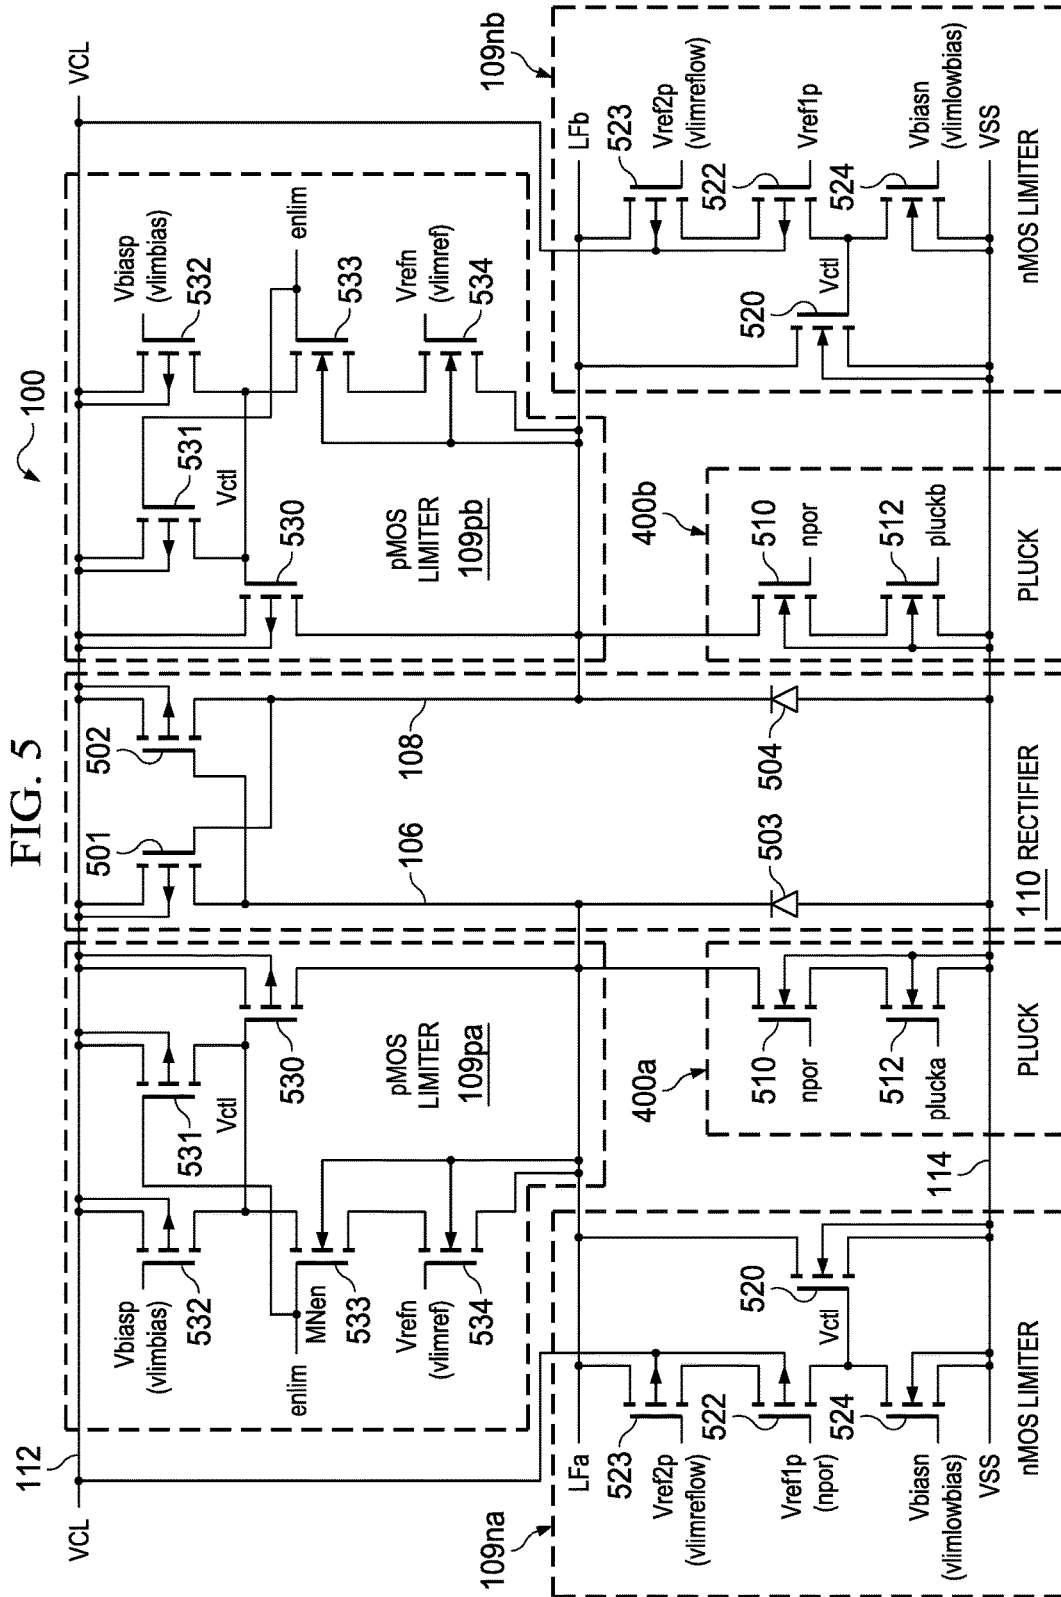 FIG. 5
100
VCL
112
VCL
Vbiasp
(vlimbias)
532
531
Vctl
enlim
MNen
533
Vrefn
(vlimref)
534
530
pMOS
LIMITER
109pa
501
502
106
108
503
504
110 RECTIFIER
Vbiasp
(vlimbias)
532
531
Vctl
530
enlim
533
Vrefn
(vlimref)
534
pMOS
LIMITER
109pb
109na
LFa
523
Vref2p
(vlimreflow)
522
Vref1p
(npor)
524
Vbiasn
(vlimlowbias)
VSS
520
Vctl
nMOS LIMITER
114
400a
510
npor
512
plucka
PLUCK
400b
510
npor
512
pluckb
PLUCK
109nb
LFb
523
Vref2p
(vlimreflow)
522
Vref1p
524
Vbiasn
(vlimlowbias)
VSS
520
Vctl
nMOS LIMITER